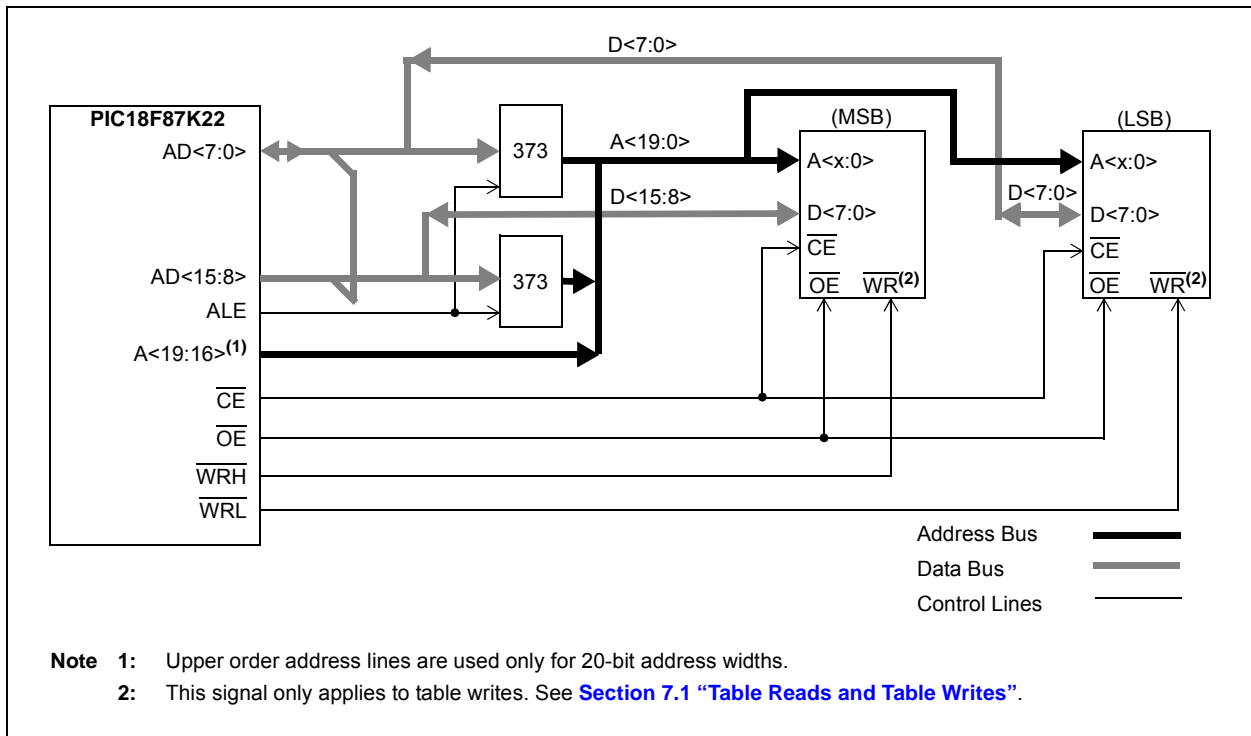 D<7:0>
PIC18F87K22
AD<7:0>
373
A<19:0>
(MSB)
(LSB)
A<x:0>
A<x:0>
D<15:8>
D<7:0>
D<7:0>
D<7:0>
CE
CE
AD<15:8>
373
OE WR(2)
OE WR(2)
ALE
A<19:16>(1)
CE
OE
WRH
WRL
Address Bus
Data Bus
Control Lines
Note 1: Upper order address lines are used only for 20-bit address widths.
2: This signal only applies to table writes. See Section 7.1 “Table Reads and Table Writes”.